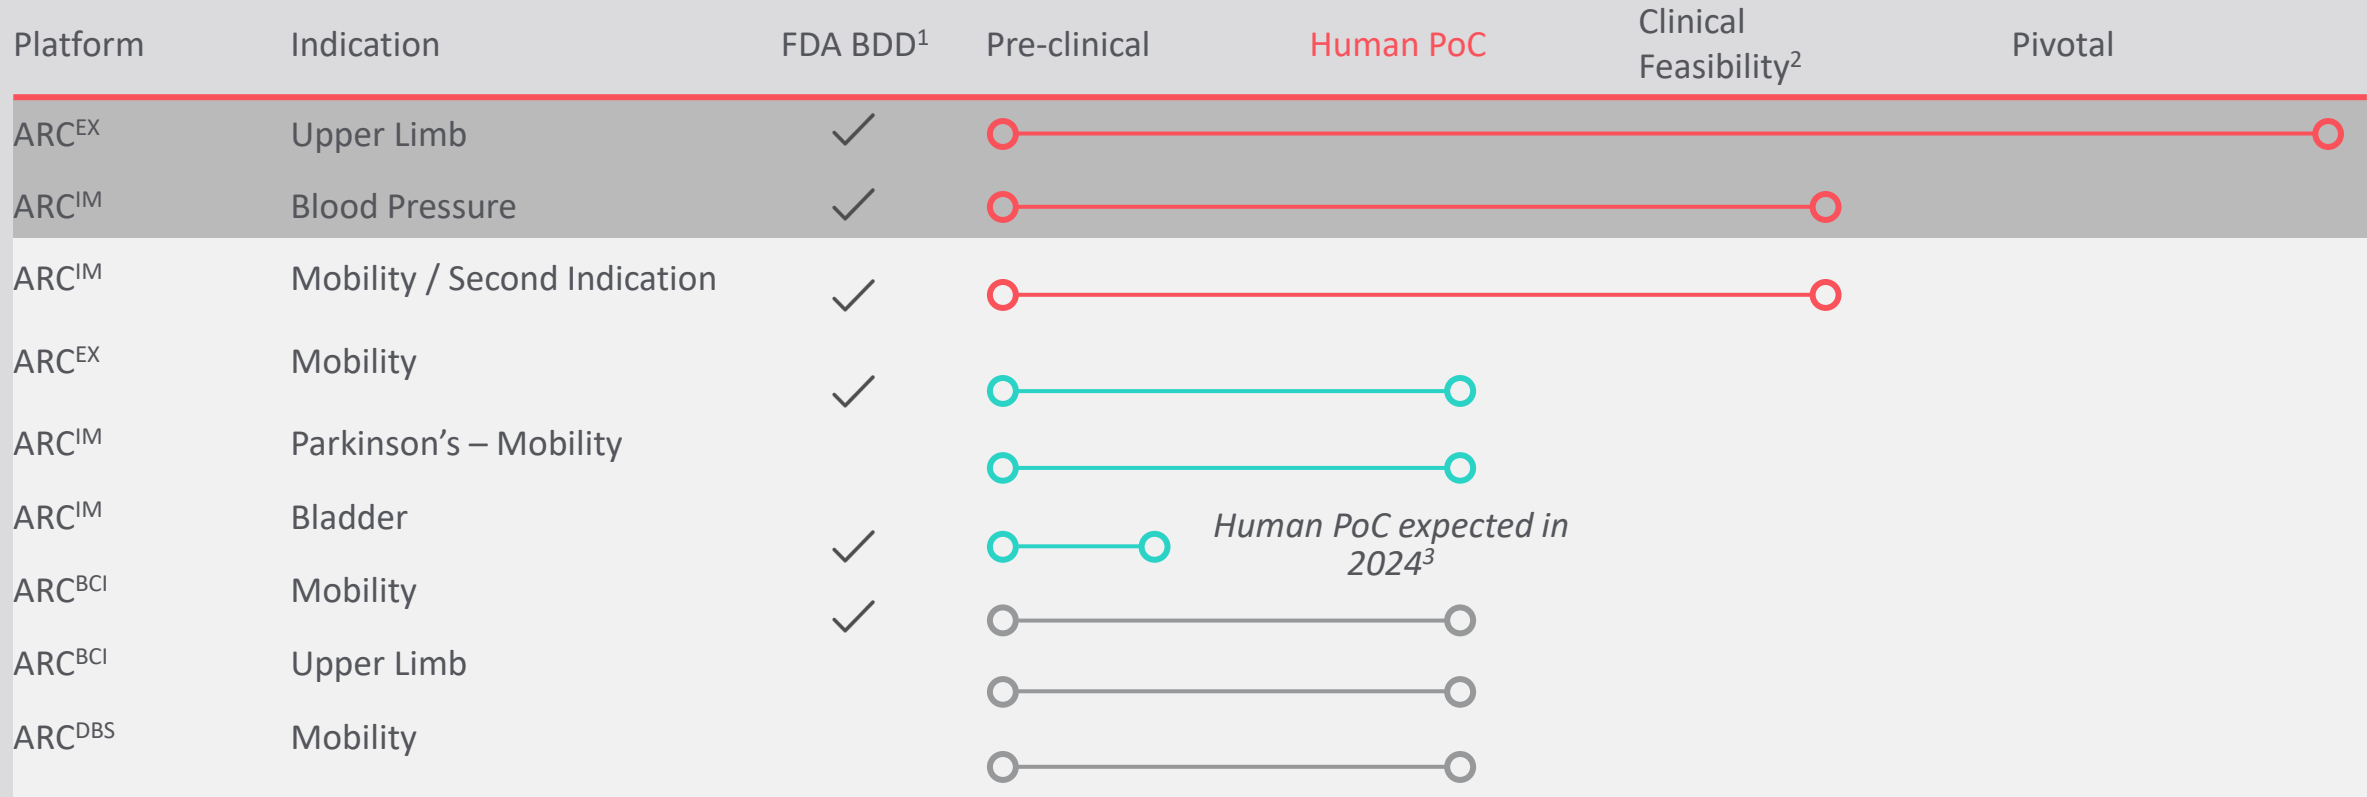 Platform Indication FDA BDD¹ Pre-clinical Human PoC Clinical Feasibility² Pivotal
ARCᴱˣ Upper Limb ✓
ARCᴵᴹ Blood Pressure ✓
ARCᴵᴹ Mobility / Second Indication ✓
ARCᴱˣ Mobility ✓
ARCᴵᴹ Parkinson’s – Mobility
ARCᴵᴹ Bladder ✓ Human PoC expected in
2024³
ARCᴮᶜᴵ Mobility ✓
ARCᴮᶜᴵ Upper Limb
ARCᴰᴮˢ Mobility